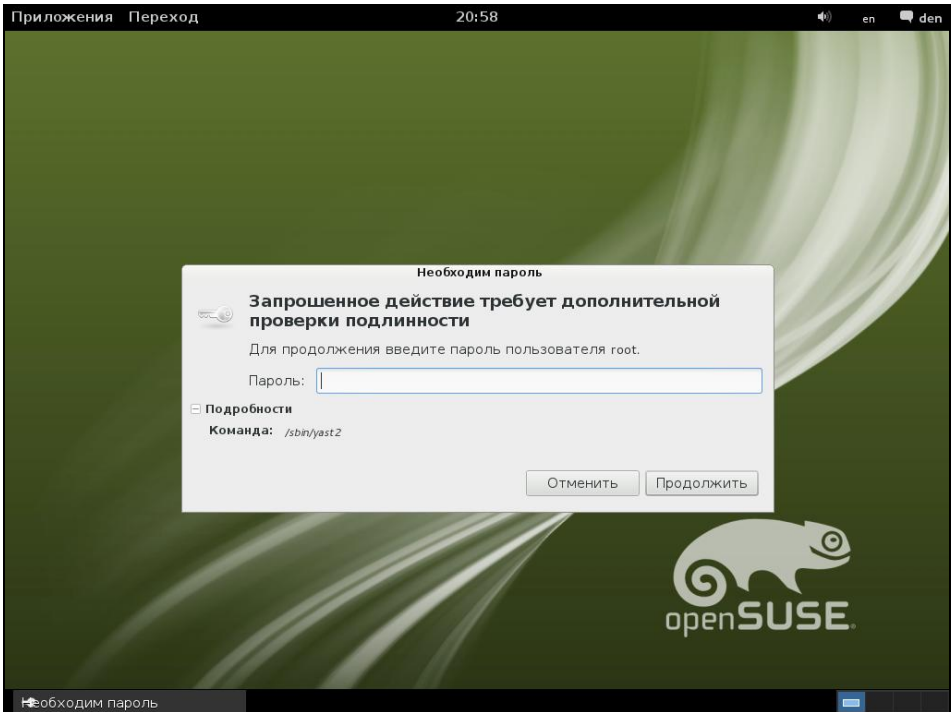 Приложения Переход 20:58 en den
Необходим пароль
Запрошенное действие требует дополнительной
проверки подлинности
Для продолжения введите пароль пользователя root.
Пароль:
Подробности
Команда: /sbin/yast2
Отменить Продолжить
openSUSE.
Необходим пароль